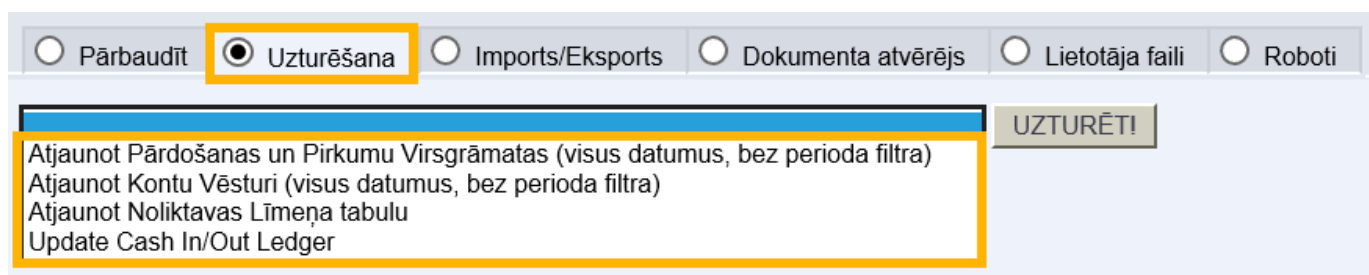 Pārbaudīt Uzturēšana Imports/Eksports Dokumenta atvērējs Lietotāja faili Roboti
UZTURĒT!
Atjaunot Pārdošanas un Pirkumu Virsgrāmatas (visus datumus, bez perioda filtra)
Atjaunot Kontu Vēsturi (visus datumus, bez perioda filtra)
Atjaunot Noliktavas Līmeņa tabulu
Update Cash In/Out Ledger